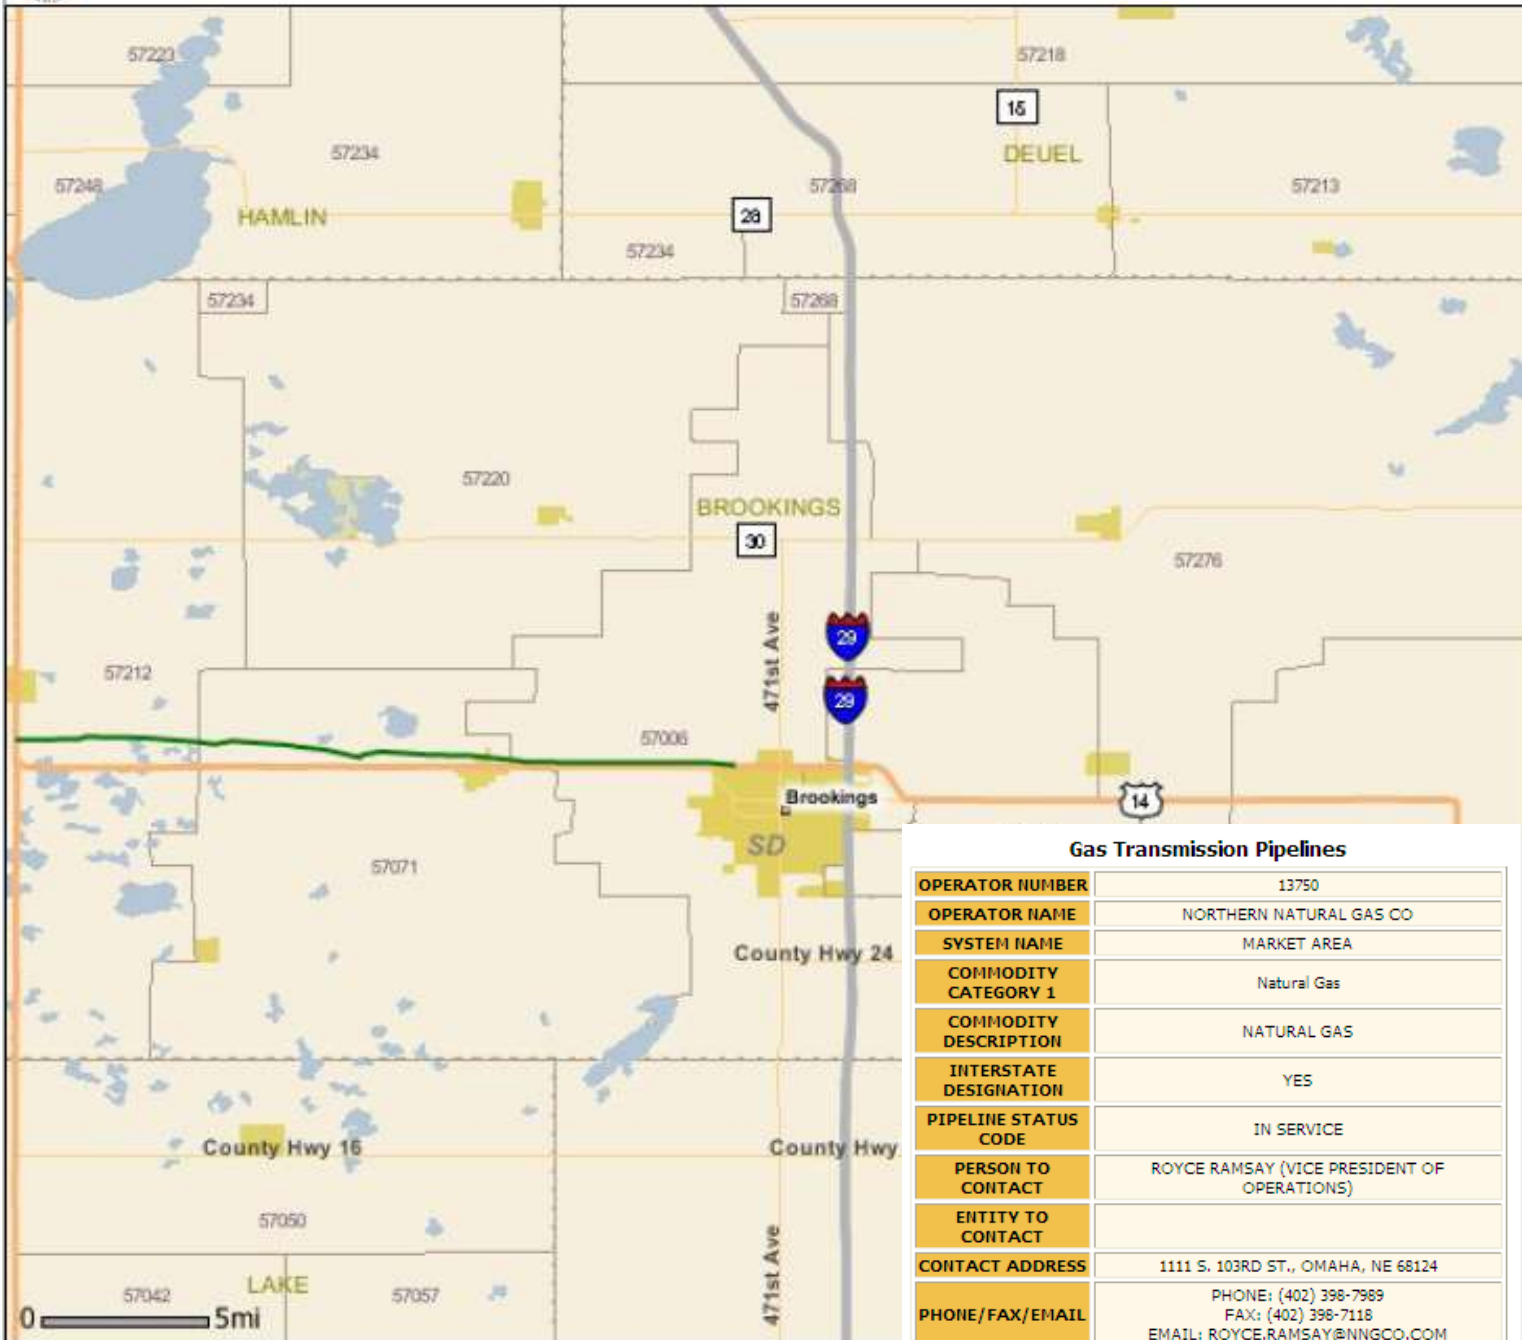 57223
57218
15
57234
DEUEL
57248
57268
57213
HAMLIN
28
57234
57234
57268
57220
BROOKINGS
30
57276
471st Ave
29
57212
29
57006
Brookings
14
SD
57071
County Hwy 24
County Hwy 16
County Hwy
57050
471st Ave
LAKE
57042
57057
0 5mi
Gas Transmission Pipelines
OPERATOR NUMBER 13750
OPERATOR NAME NORTHERN NATURAL GAS CO
SYSTEM NAME MARKET AREA
COMMODITY
CATEGORY 1 Natural Gas
COMMODITY
DESCRIPTION NATURAL GAS
INTERSTATE
DESIGNATION YES
PIPELINE STATUS
CODE IN SERVICE
PERSON TO
CONTACT ROYCE RAMSAY (VICE PRESIDENT OF
OPERATIONS)
ENTITY TO
CONTACT
CONTACT ADDRESS 1111 S. 103RD ST., OMAHA, NE 68124
PHONE/FAX/EMAIL PHONE: (402) 398-7989
FAX: (402) 398-7118
EMAIL: ROYCE.RAMSAY@NNGCO.COM